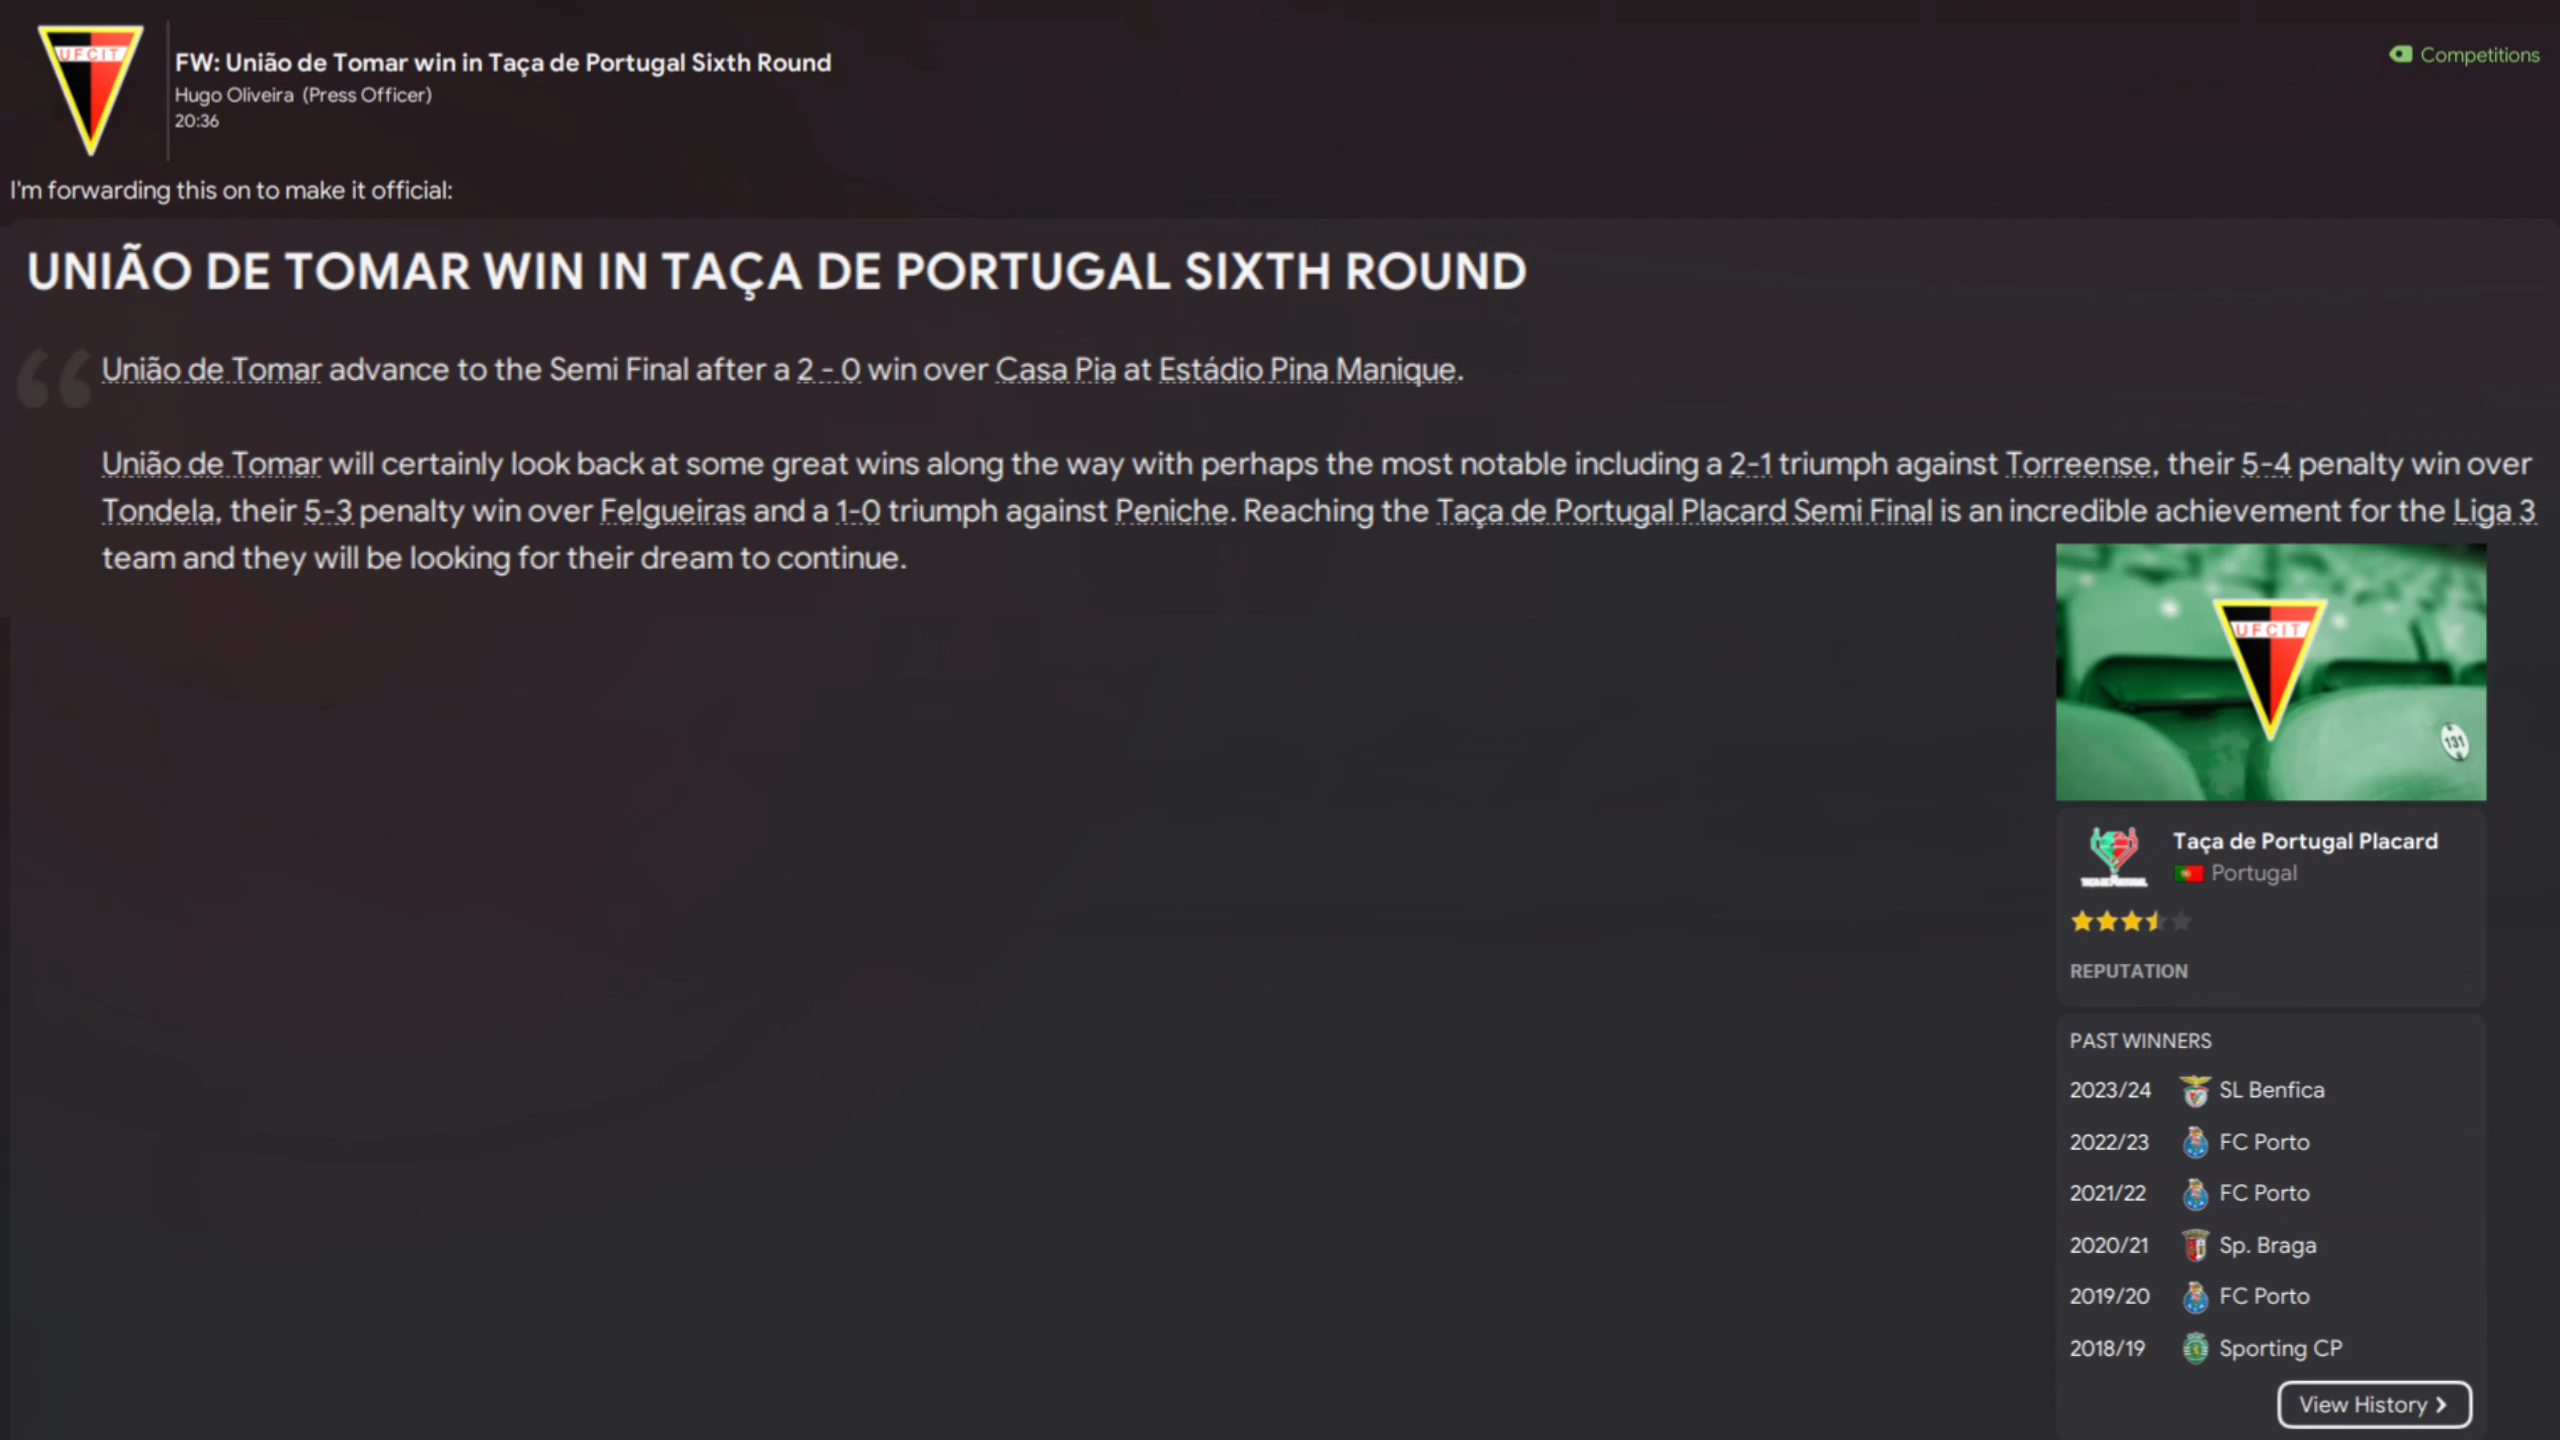 UFCIT
FW: União de Tomar win in Taça de Portugal Sixth Round
Hugo Oliveira (Press Officer)
20:36
Competitions
I'm forwarding this on to make it official:
UNIÃO DE TOMAR WIN IN TAÇA DE PORTUGAL SIXTH ROUND
União de Tomar advance to the Semi Final after a 2 - 0 win over Casa Pia at Estádio Pina Manique.
União de Tomar will certainly look back at some great wins along the way with perhaps the most notable including a 2-1 triumph against Torreense, their 5-4 penalty win over
Tondela, their 5-3 penalty win over Felgueiras and a 1-0 triumph against Peniche. Reaching the Taça de Portugal Placard Semi Final is an incredible achievement for the Liga 3
team and they will be looking for their dream to continue.
UFCIT
131
Taça de Portugal Placard
Portugal
REPUTATION
PAST WINNERS
2023/24 SL Benfica
2022/23 FC Porto
2021/22 FC Porto
2020/21 Sp. Braga
2019/20 FC Porto
2018/19 Sporting CP
View History